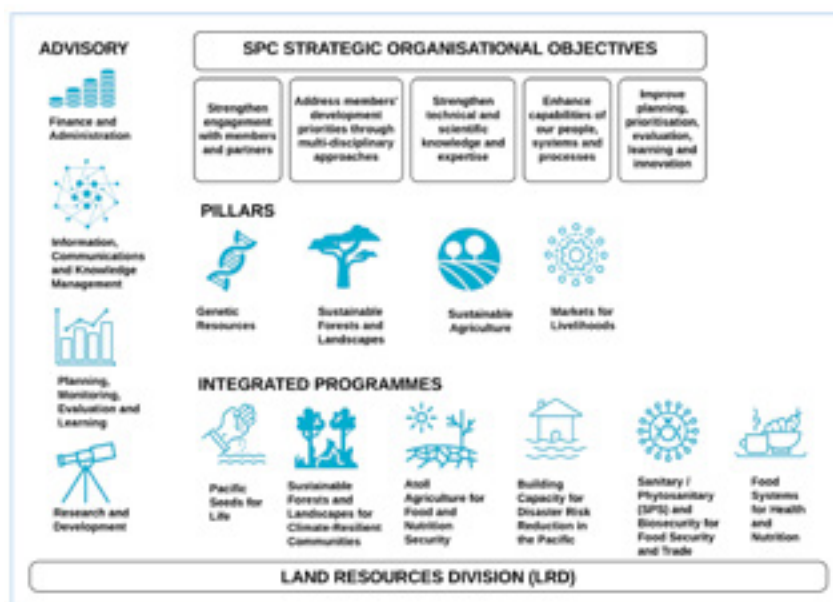 ADVISORY
Finance and
Administration
Information,
Communications
and Knowledge
Management
Planning,
Monitoring,
Evaluation and
Learning
Research and
Development
SPC STRATEGIC ORGANISATIONAL OBJECTIVES
Strengthen
engagement
with members
and partners
Address members'
development
priorities through
multi-disciplinary
approaches
Strengthen
technical and
scientific
knowledge and
expertise
Enhance
capabilities of
our people,
systems and
processes
Improve
planning,
prioritisation,
evaluation,
learning and
innovation
PILLARS
Genetic
Resources
Sustainable
Forests and
Landscapes
Sustainable
Agriculture
Markets for
Livelihoods
INTEGRATED PROGRAMMES
Pacific
Seeds for
Life
Sustainable
Forests and
Landscapes for
Climate-Resilient
Communities
Atoll
Agriculture for
Food and
Nutrition
Security
Building
Capacity for
Disaster Risk
Reduction in
the Pacific
Sanitary /
Phytosanitary
(SPS) and
Biosecurity for
Food Security
and Trade
Food
Systems
for Health
and
Nutrition
LAND RESOURCES DIVISION (LRD)